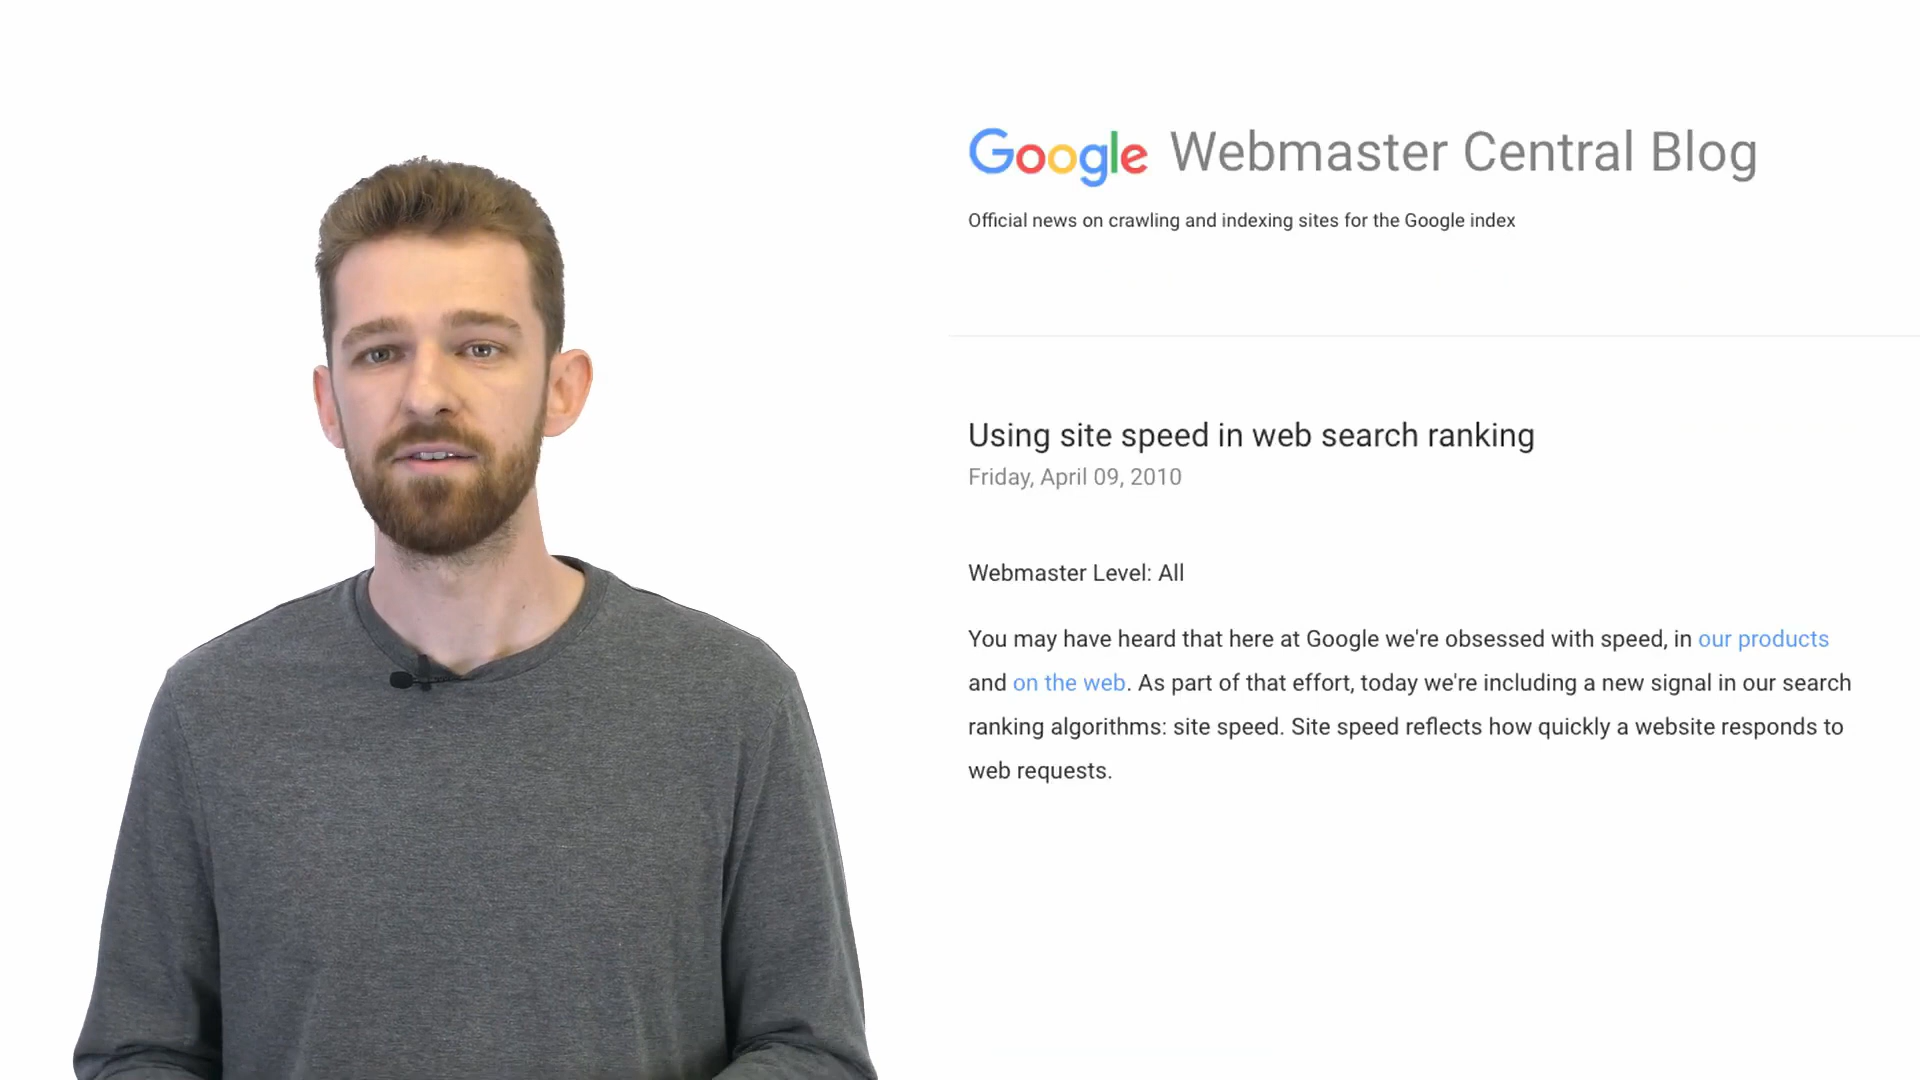 Google Webmaster Central Blog
Official news on crawling and indexing sites for the Google index
Using site speed in web search ranking
Friday, April 09, 2010
Webmaster Level: All
You may have heard that here at Google we're obsessed with speed, in our products
and on the web. As part of that effort, today we're including a new signal in our search
ranking algorithms: site speed. Site speed reflects how quickly a website responds to
web requests.